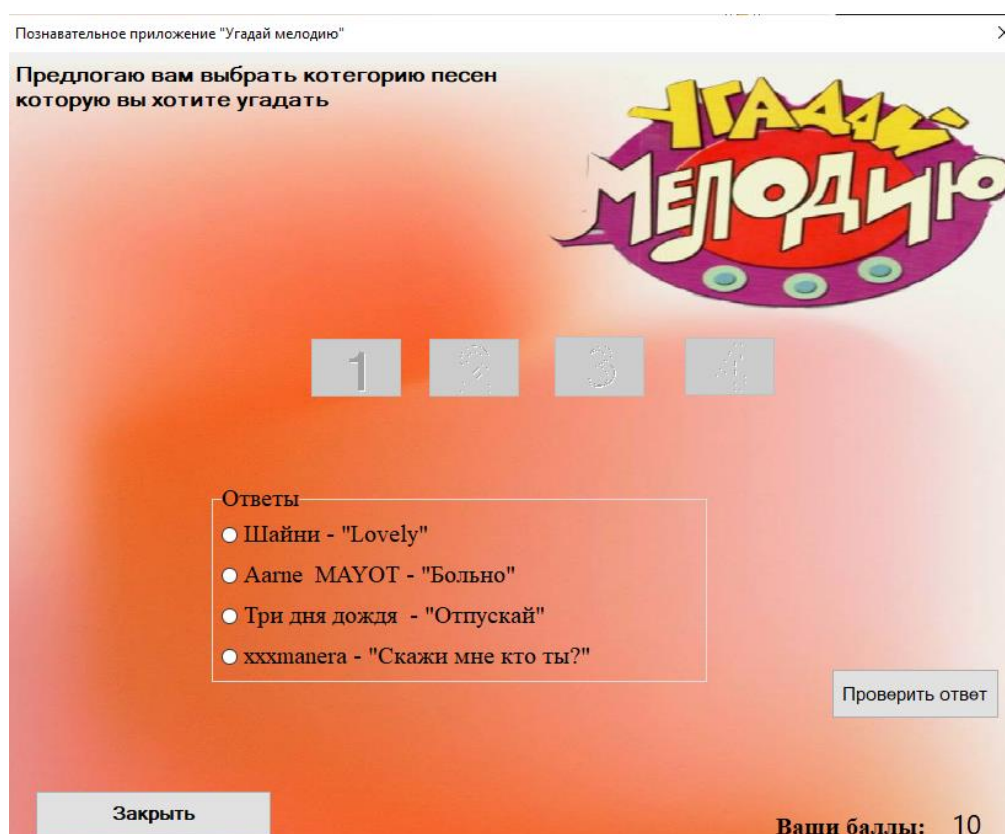 Познавательное приложение "Угадай мелодию"
Предлогаю вам выбрать котегорию песен
которую вы хотите угадать
УГАДАЙ
МЕЛОДИЮ
1 2 3 4
Ответы
Шайни - "Lovely"
Aarne MAYOT - "Больно"
Три дня дождя - "Отпускай"
xxxmanera - "Скажи мне кто ты?"
Проверить ответ
Закрыть
Ваши баллы: 10